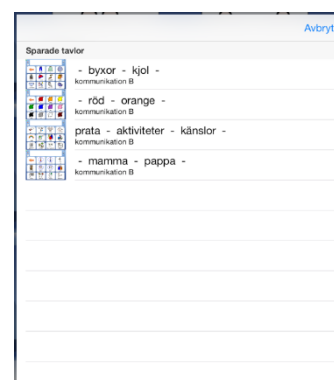 Avbryt
Sparade tavlor
- byxor - kjol -
kommunikation B
- röd - orange -
kommunikation B
prata - aktiviteter - känslor -
kommunikation B
- mamma - pappa -
kommunikation B